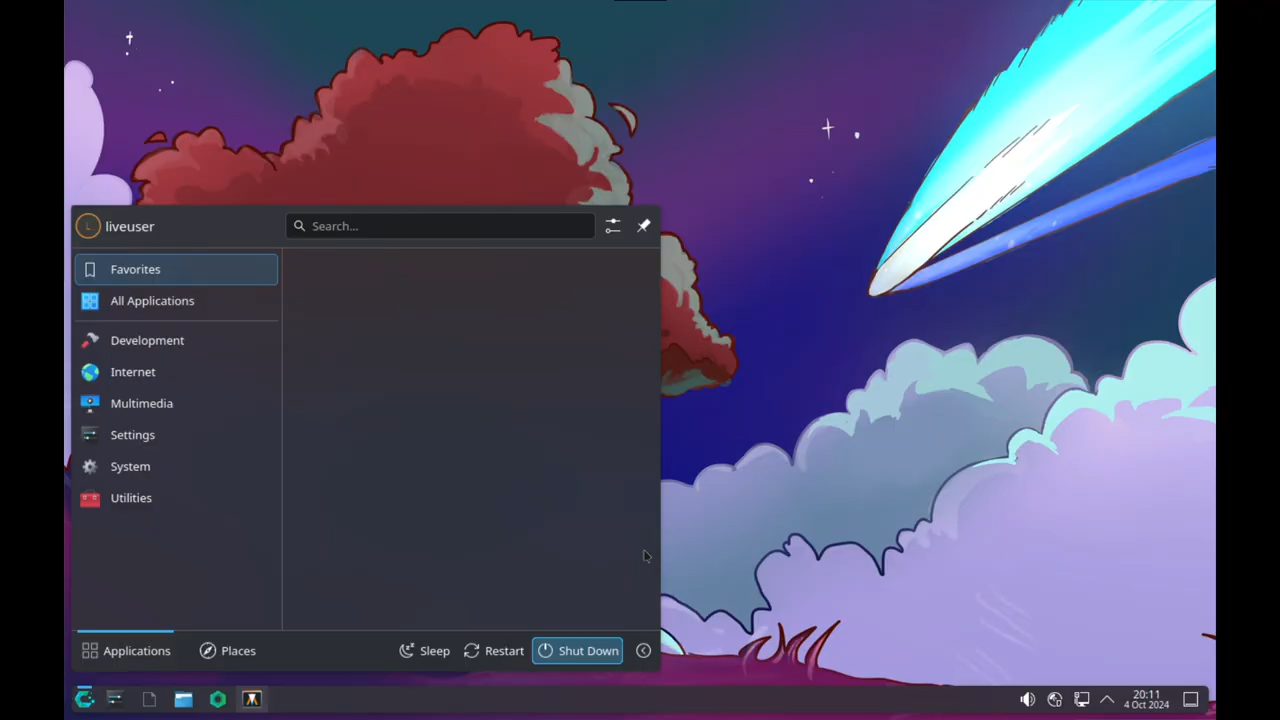 liveuser
Search...
Favorites
All Applications
Development
Internet
Multimedia
Settings
System
Utilities
Applications
Places
Sleep
Restart
Shut Down
20:11
4 Oct 2024